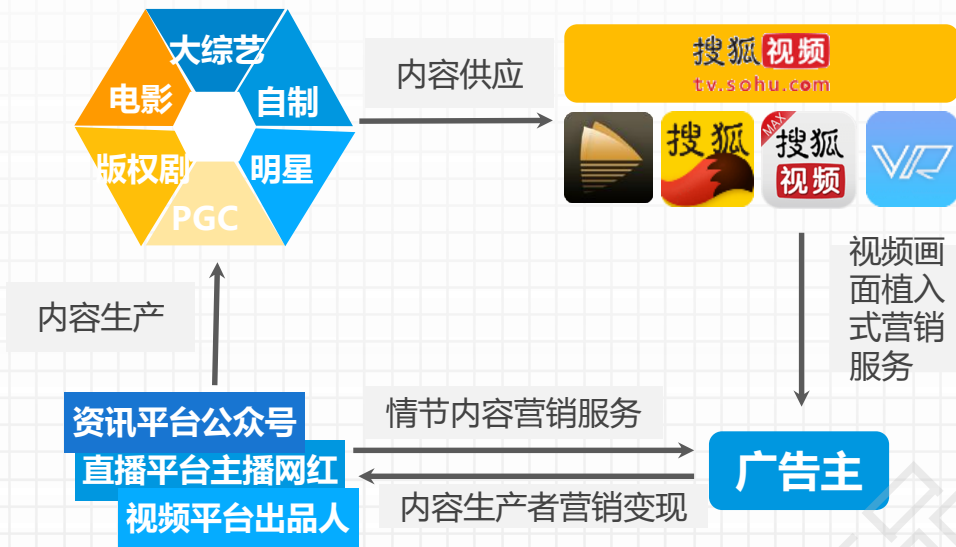 大综艺
电影
自制
版权剧
明星
PGC
内容供应
搜狐视频
tv.sohu.com
搜狐
MAX
搜狐
视频
VR
视频画
面植入
式营销
服务
内容生产
资讯平台公众号
直播平台主播网红
视频平台出品人
情节内容营销服务
内容生产者营销变现
广告主